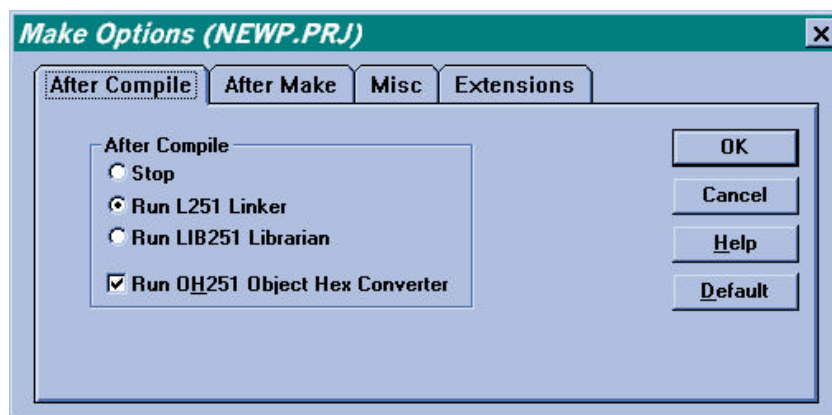 Make Options (NEWP.PRJ)
After Compile After Make Misc Extensions
After Compile
Stop
Run L251 Linker
Run LIB251 Librarian
Run OH251 Object Hex Converter
OK
Cancel
Help
Default